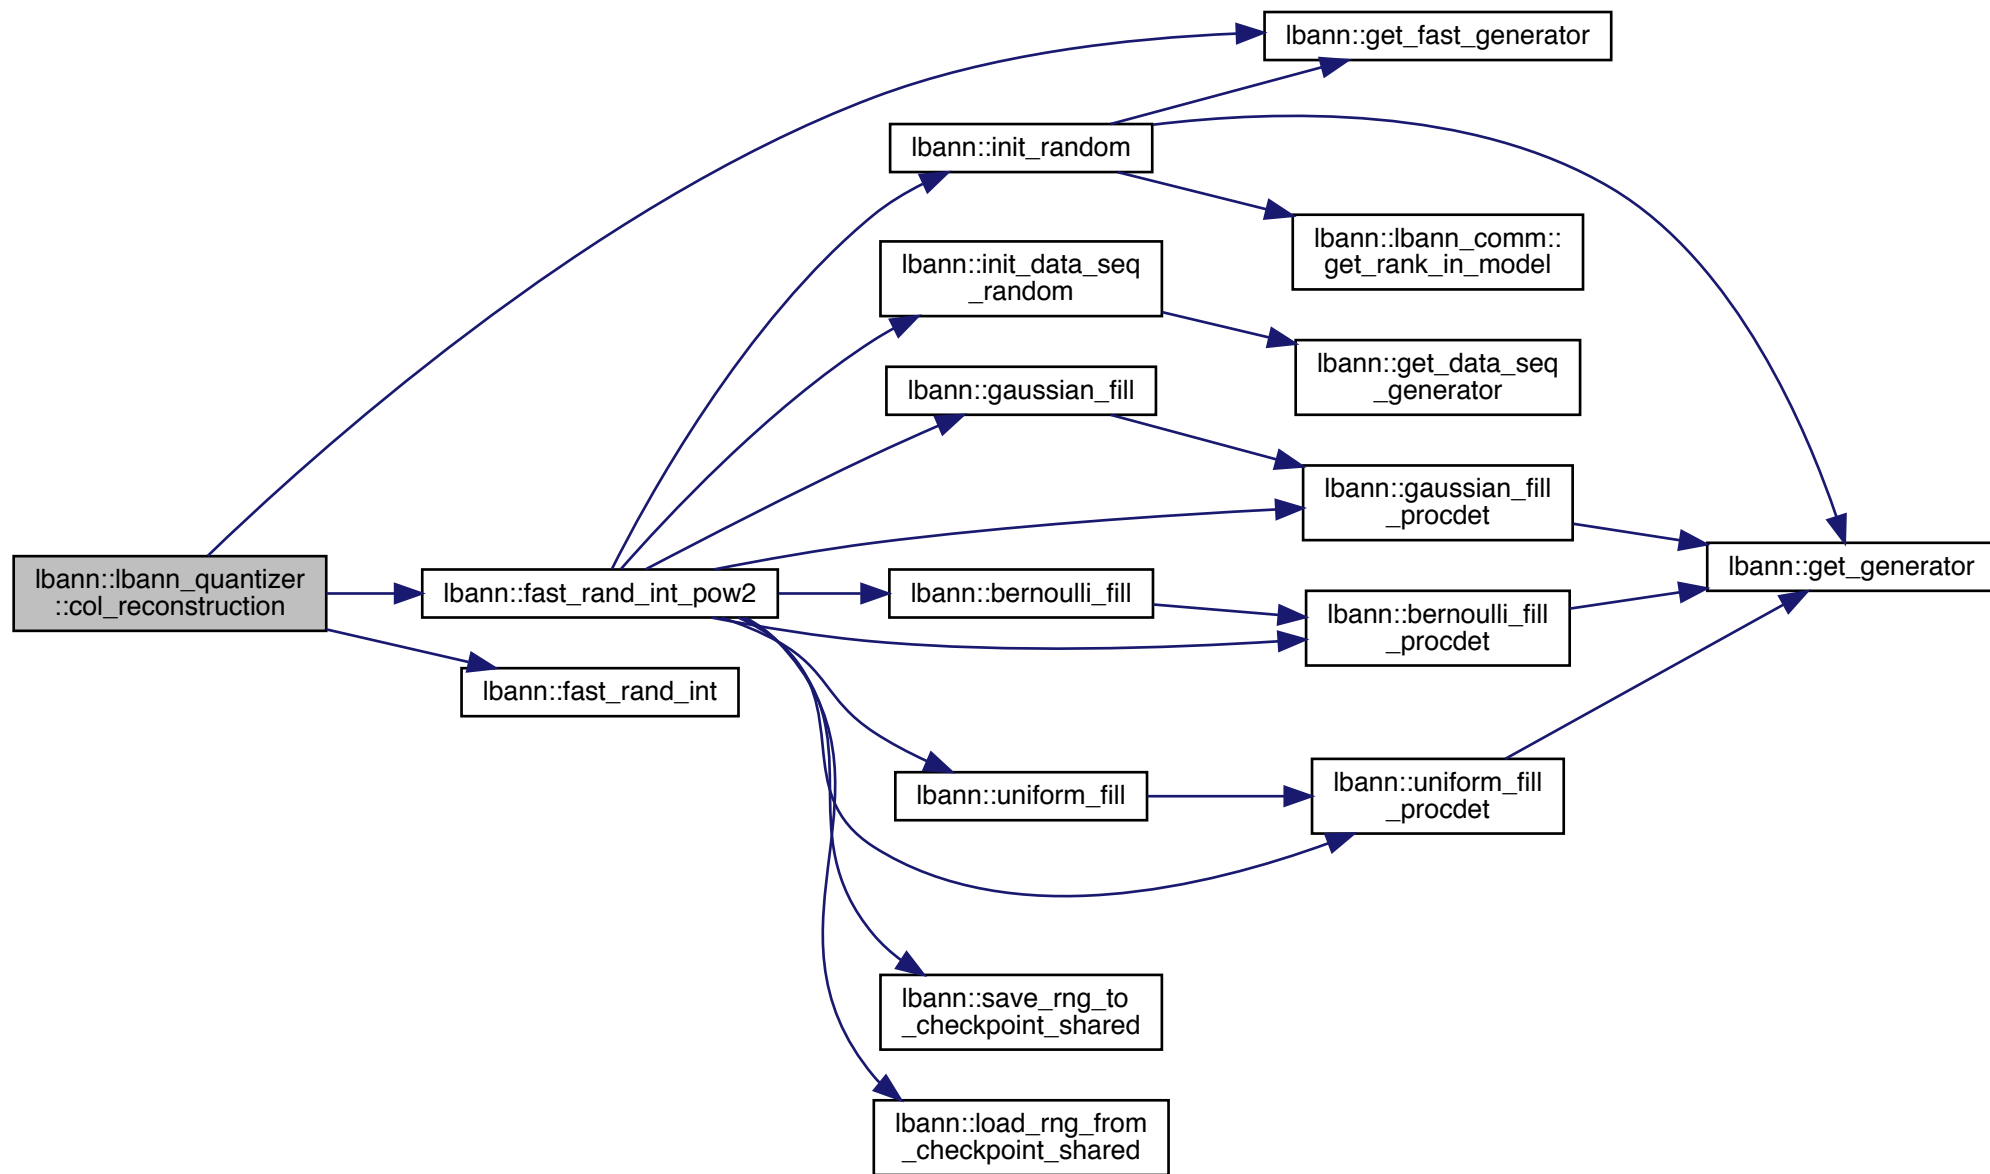 lbann::lbann_quantizer
::col_reconstruction
lbann::fast_rand_int_pow2
lbann::fast_rand_int
lbann::init_random
lbann::init_data_seq
_random
lbann::gaussian_fill
lbann::bernoulli_fill
lbann::uniform_fill
lbann::save_rng_to
_checkpoint_shared
lbann::load_rng_from
_checkpoint_shared
lbann::get_fast_generator
lbann::lbann_comm::
get_rank_in_model
lbann::get_data_seq
_generator
lbann::gaussian_fill
_procdet
lbann::bernoulli_fill
_procdet
lbann::uniform_fill
_procdet
lbann::get_generator